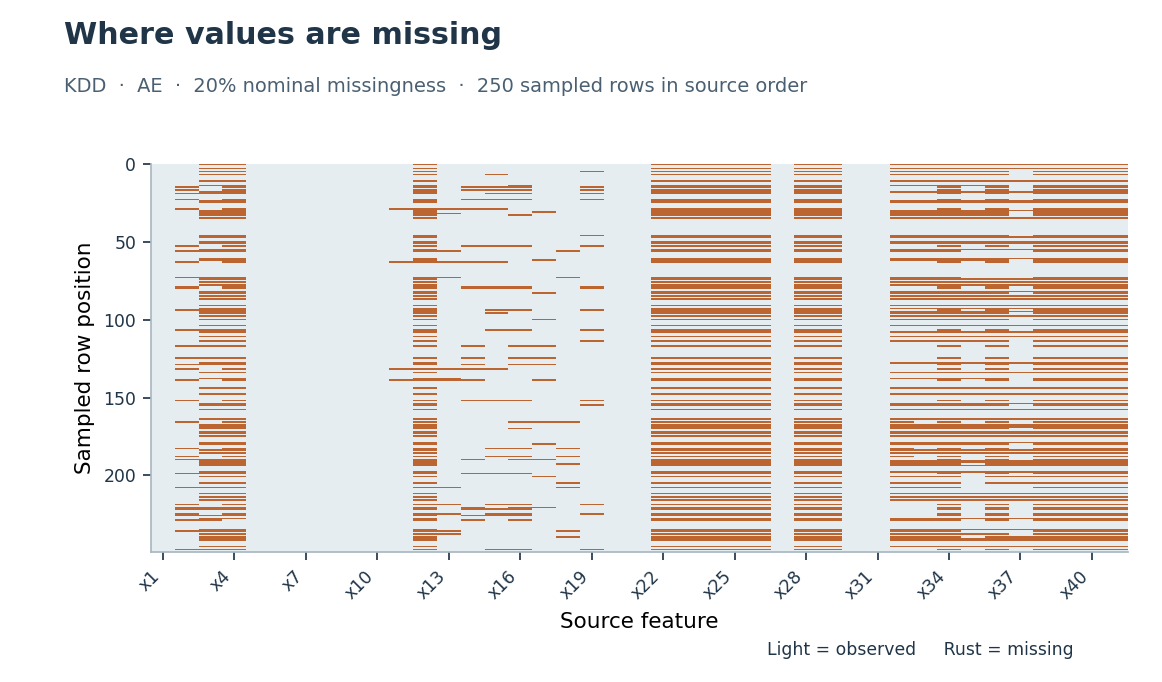 Where values are missing
KDD · AE · 20% nominal missingness · 250 sampled rows in source order
0
50
100
150
200
Sampled row position
x1 x4 x7 x10 x13 x16 x19 x22 x25 x28 x31 x34 x37 x40
Source feature
Light = observed Rust = missing